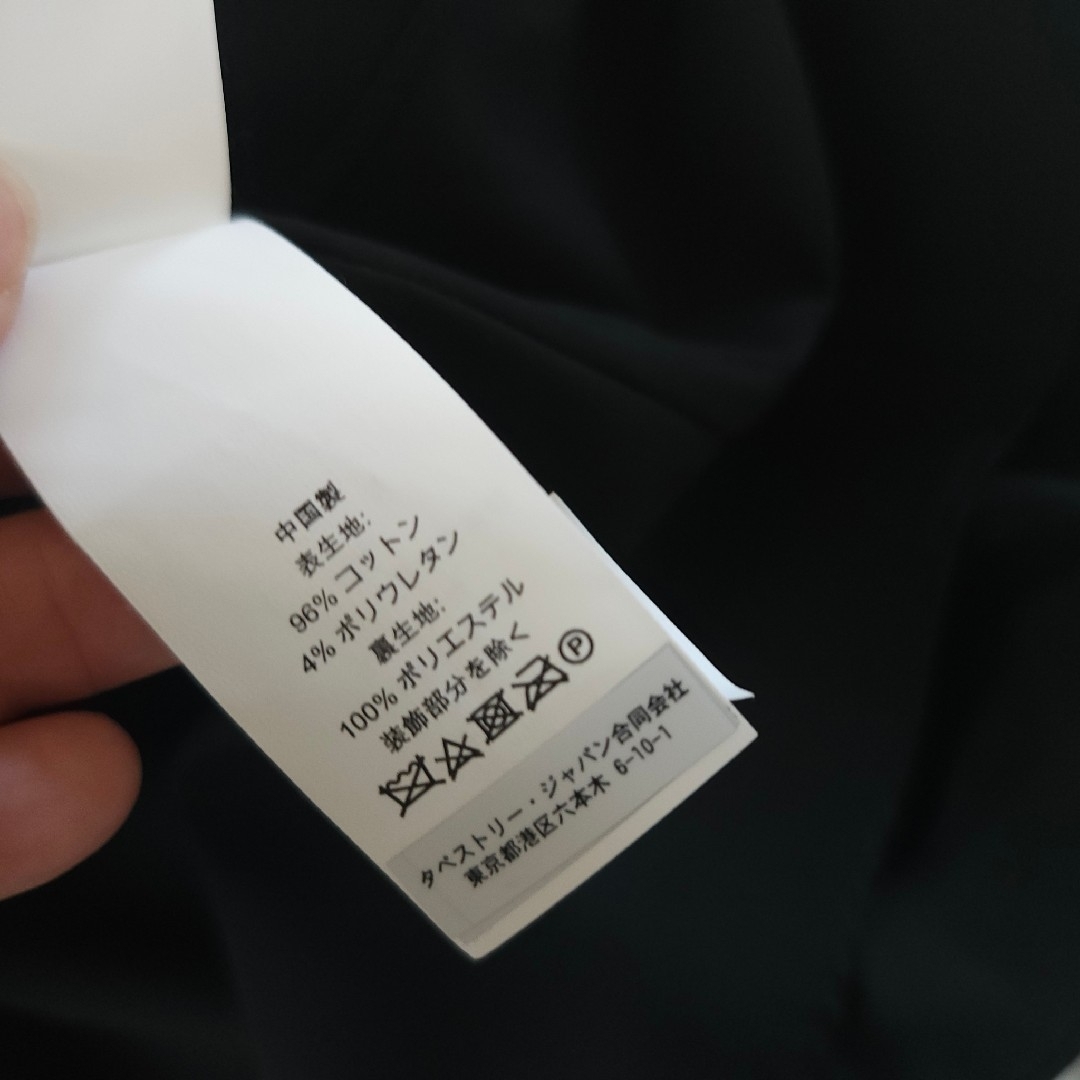 中国製
表生地:
96% コットン
4% ポリウレタン
裏生地:
100% ポリエステル
装飾部分を除く
P
タペストリー・ジャパン合同会社
東京都港区六本木 6-10-1